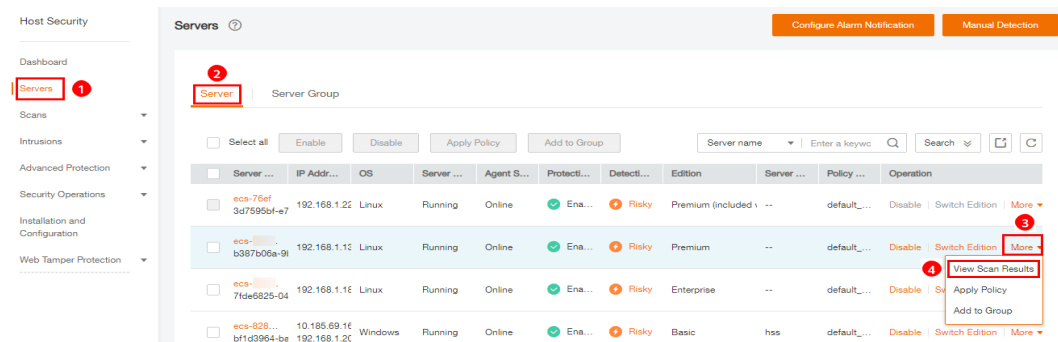 Host Security
Servers ?
Configure Alarm Notification
Manual Detection
Dashboard
Servers 1
Scans
Intrusions
Advanced Protection
Security Operations
Installation and
Configuration
Web Tamper Protection
2
Server Server Group
Select all Enable Disable Apply Policy Add to Group Server name Enter a keywc Search
Server ... IP Addr... OS Server ... Agent S... Protecti... Detecti... Edition Server ... Policy ... Operation
ecs-76ef
3d7595bf-e7 192.168.1.22 Linux Running Online Ena... Risky Premium (included -- default_... Disable Switch Edition More
3
ecs-
b387b06a-9 192.168.1.13 Linux Running Online Ena... Risky Premium -- default_... Disable Switch Edition More
4 View Scan Results
Apply Policy
Add to Group
ecs-
7fde6825-04 192.168.1.18 Linux Running Online Ena... Risky Enterprise -- default_... Disable
ecs-828... 10.185.69.16
bf1d3964-be 192.168.1.20 Windows Running Online Ena... Risky Basic hss default_... Disable Switch Edition More